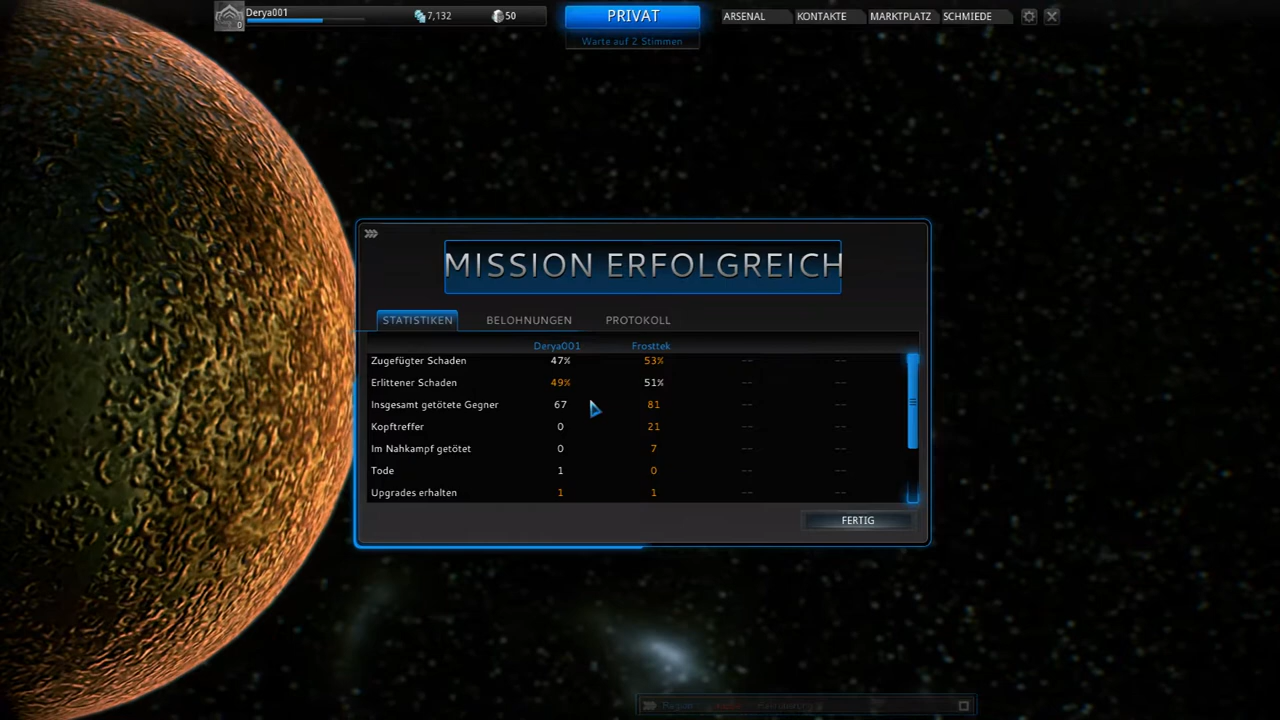 Derya001 7,132 50 PRIVAT ARSENAL KONTAKTE MARKTPLATZ SCHMIEDE
0
Warte auf 2 Stimmen
MISSION ERFOLGREICH
STATISTIKEN BELOHNUNGEN PROTOKOLL
Derya001 Frosttek
Zugefügter Schaden 47% 53% -- --
Erlittener Schaden 49% 51% -- --
Insgesamt getötete Gegner 67 81 -- --
Kopftreffer 0 21 -- --
Im Nahkampf getötet 0 7 -- --
Tode 1 0 -- --
Upgrades erhalten 1 1 -- --
FERTIG
Region